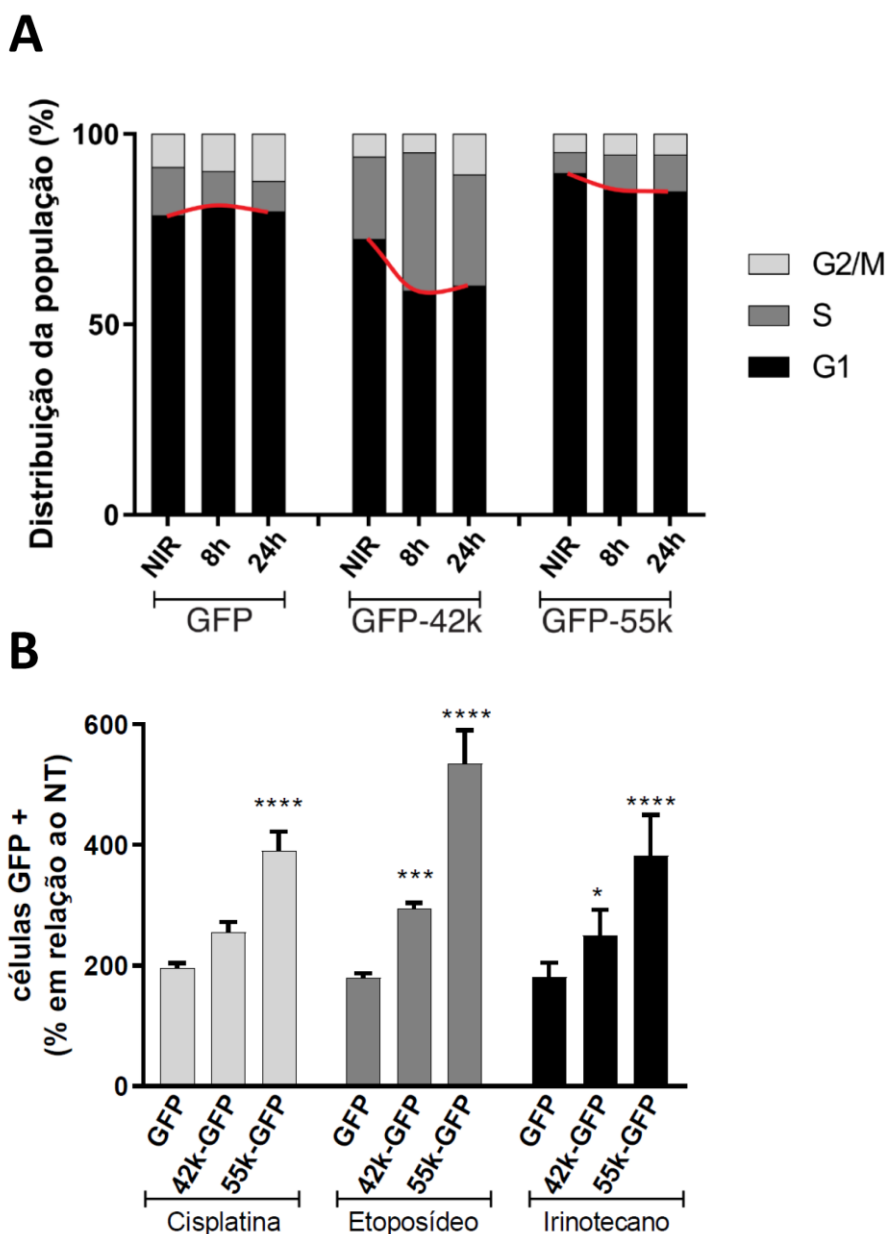 A
Distribuição da população (%)
100
50
0
NIR 8h 24h NIR 8h 24h NIR 8h 24h
GFP GFP-42k GFP-55k
G2/M
S
G1
B
células GFP +
(% em relação ao NT)
600
400
200
0
**** *** **** * ****
GFP 42k-GFP 55k-GFP GFP 42k-GFP 55k-GFP GFP 42k-GFP 55k-GFP
Cisplatina Etoposídeo Irinotecano